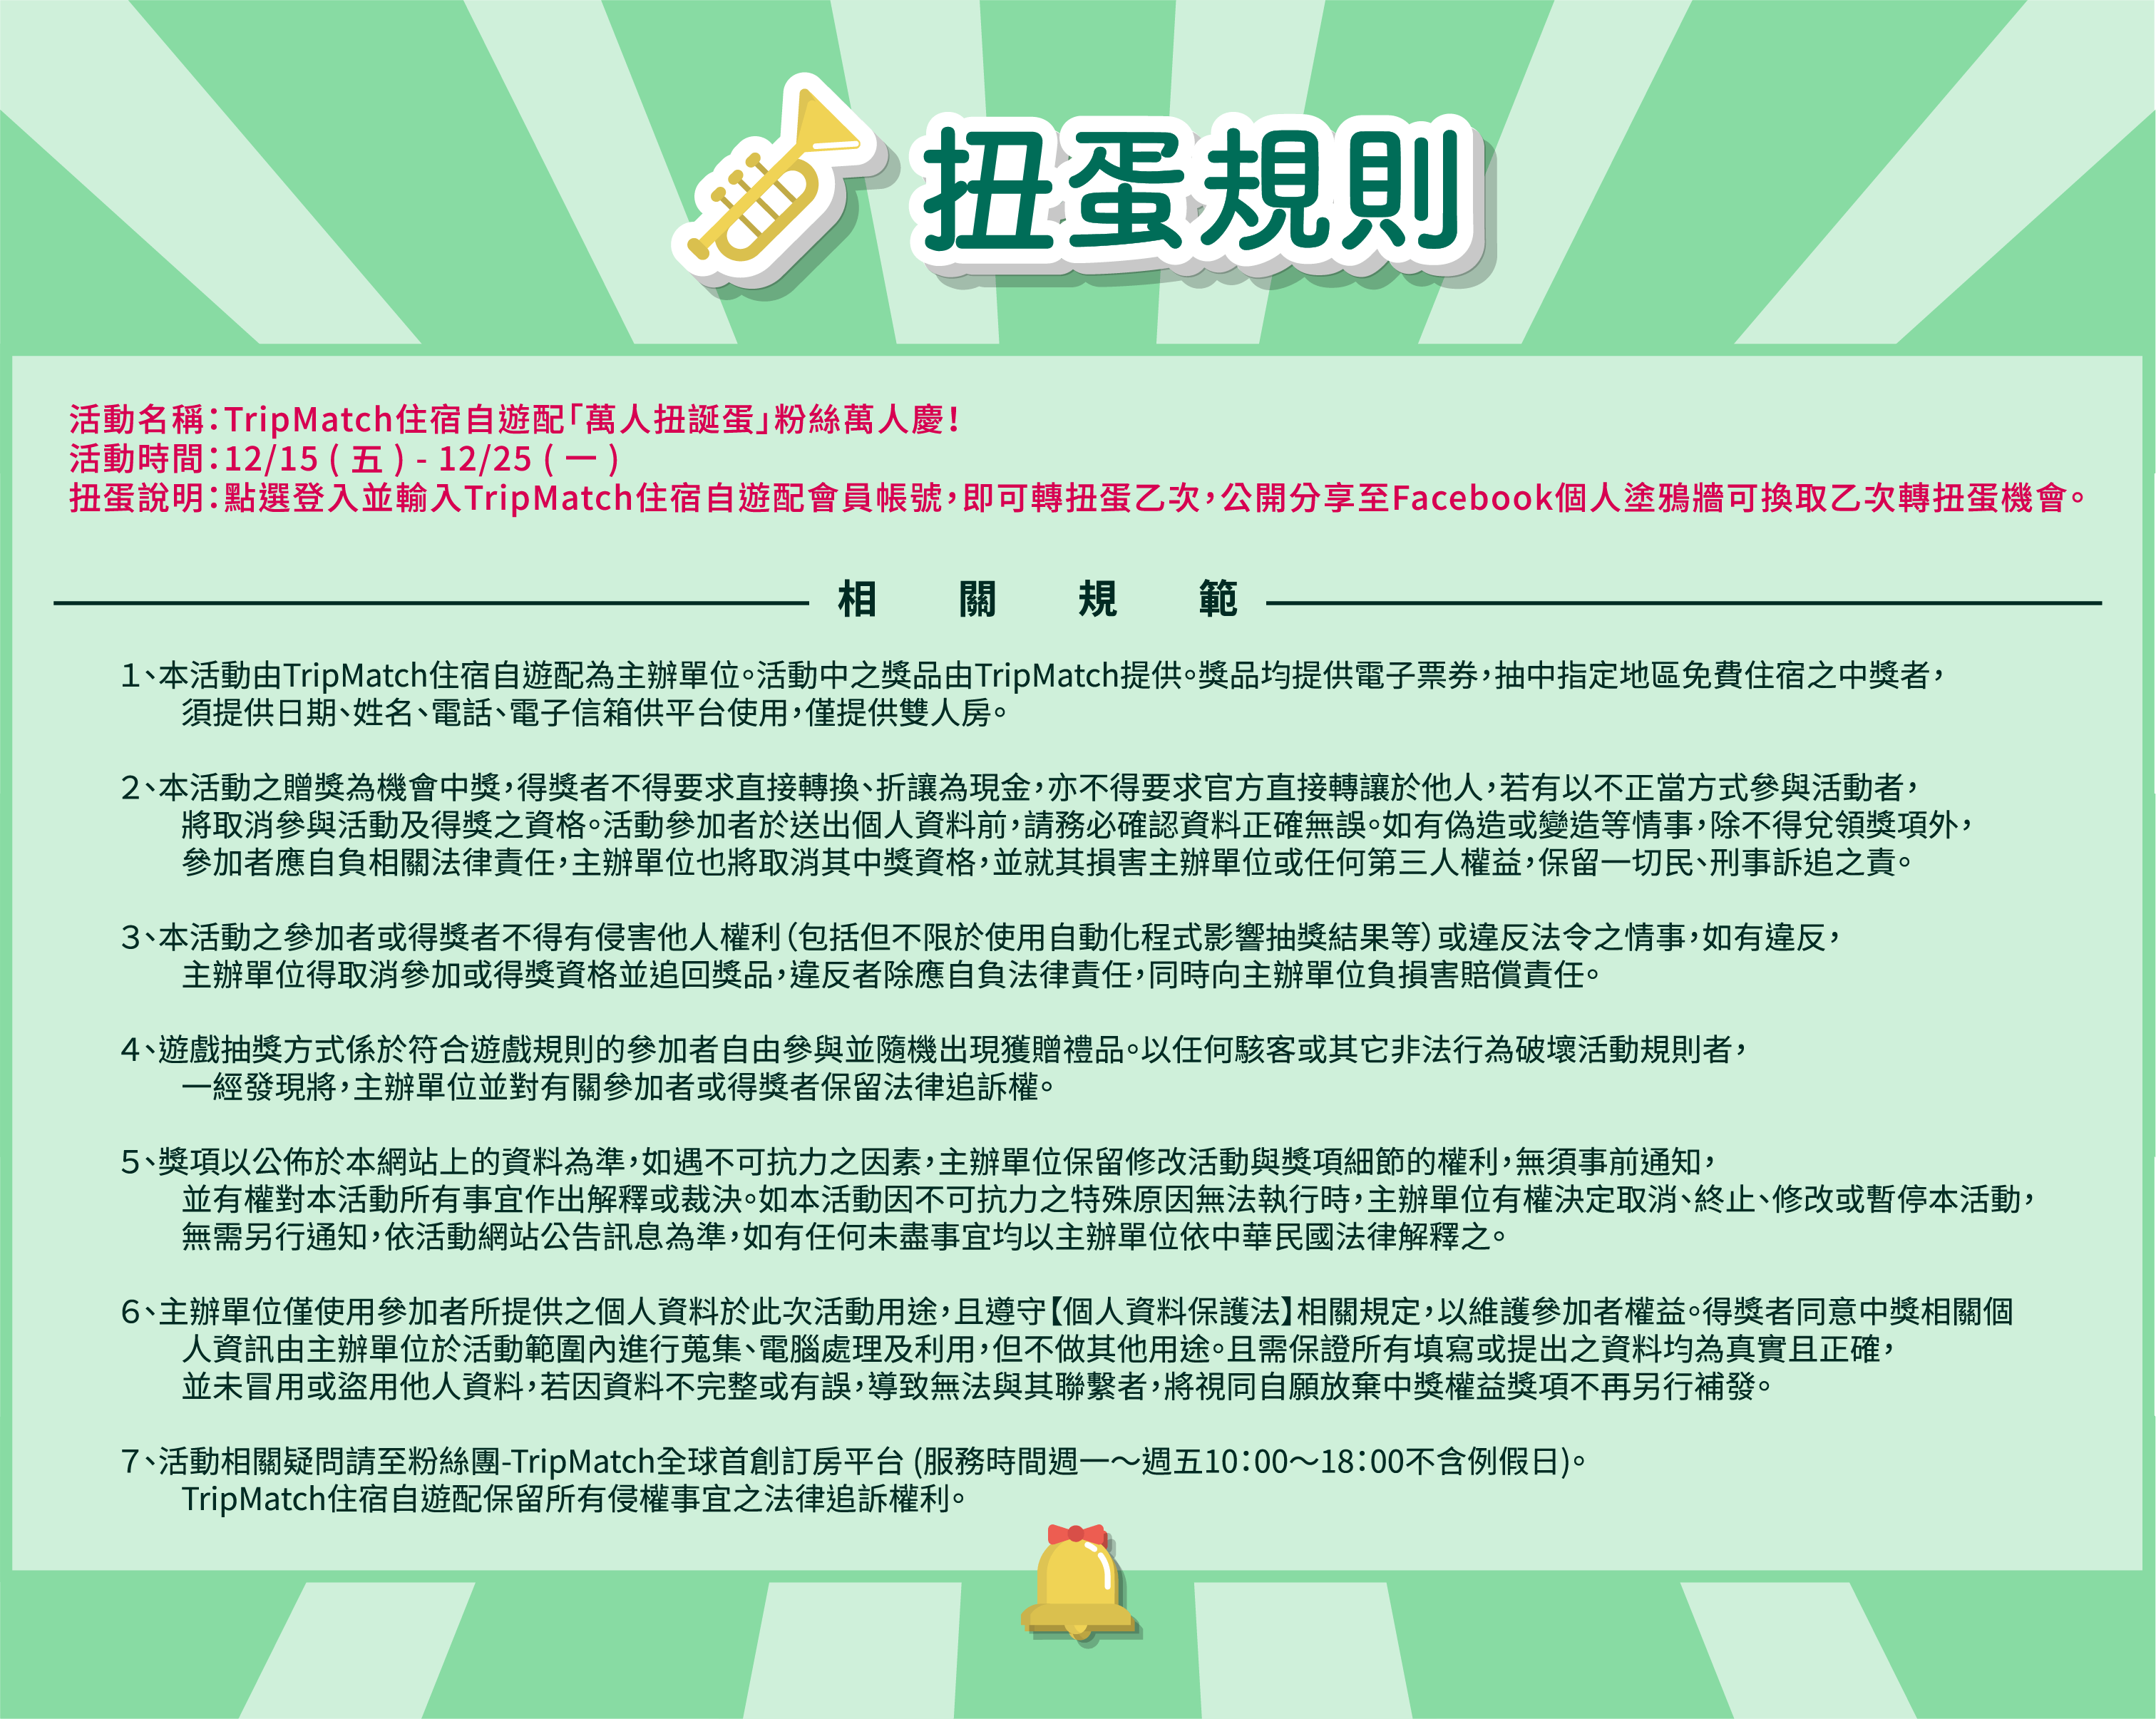 扭蛋規則
活動名稱：TripMatch住宿自遊配「萬人扭誕蛋」粉絲萬人慶！
活動時間：12/15 ( 五 ) - 12/25 ( 一 )
扭蛋說明：點選登入並輸入TripMatch住宿自遊配會員帳號，即可轉扭蛋乙次，公開分享至Facebook個人塗鴉牆可換取乙次轉扭蛋機會。
相 關 規 範
１、本活動由TripMatch住宿自遊配為主辦單位。活動中之獎品由TripMatch提供。獎品均提供電子票券，抽中指定地區免費住宿之中獎者，
須提供日期、姓名、電話、電子信箱供平台使用，僅提供雙人房。
２、本活動之贈獎為機會中獎，得獎者不得要求直接轉換、折讓為現金，亦不得要求官方直接轉讓於他人，若有以不正當方式參與活動者，
將取消參與活動及得獎之資格。活動參加者於送出個人資料前，請務必確認資料正確無誤。如有偽造或變造等情事，除不得兌領獎項外，
參加者應自負相關法律責任，主辦單位也將取消其中獎資格，並就其損害主辦單位或任何第三人權益，保留一切民、刑事訴追之責。
３、本活動之參加者或得獎者不得有侵害他人權利（包括但不限於使用自動化程式影響抽獎結果等）或違反法令之情事，如有違反，
主辦單位得取消參加或得獎資格並追回獎品，違反者除應自負法律責任，同時向主辦單位負損害賠償責任。
４、遊戲抽獎方式係於符合遊戲規則的參加者自由參與並隨機出現獲贈禮品。以任何駭客或其它非法行為破壞活動規則者，
一經發現將，主辦單位並對有關參加者或得獎者保留法律追訴權。
５、獎項以公佈於本網站上的資料為準，如遇不可抗力之因素，主辦單位保留修改活動與獎項細節的權利，無須事前通知，
並有權對本活動所有事宜作出解釋或裁決。如本活動因不可抗力之特殊原因無法執行時，主辦單位有權決定取消、終止、修改或暫停本活動，
無需另行通知，依活動網站公告訊息為準，如有任何未盡事宜均以主辦單位依中華民國法律解釋之。
６、主辦單位僅使用參加者所提供之個人資料於此次活動用途，且遵守【個人資料保護法】相關規定，以維護參加者權益。得獎者同意中獎相關個
人資訊由主辦單位於活動範圍內進行蒐集、電腦處理及利用，但不做其他用途。且需保證所有填寫或提出之資料均為真實且正確，
並未冒用或盜用他人資料，若因資料不完整或有誤，導致無法與其聯繫者，將視同自願放棄中獎權益獎項不再另行補發。
７、活動相關疑問請至粉絲團-TripMatch全球首創訂房平台 (服務時間週一～週五10：00～18：00不含例假日)。
TripMatch住宿自遊配保留所有侵權事宜之法律追訴權利。